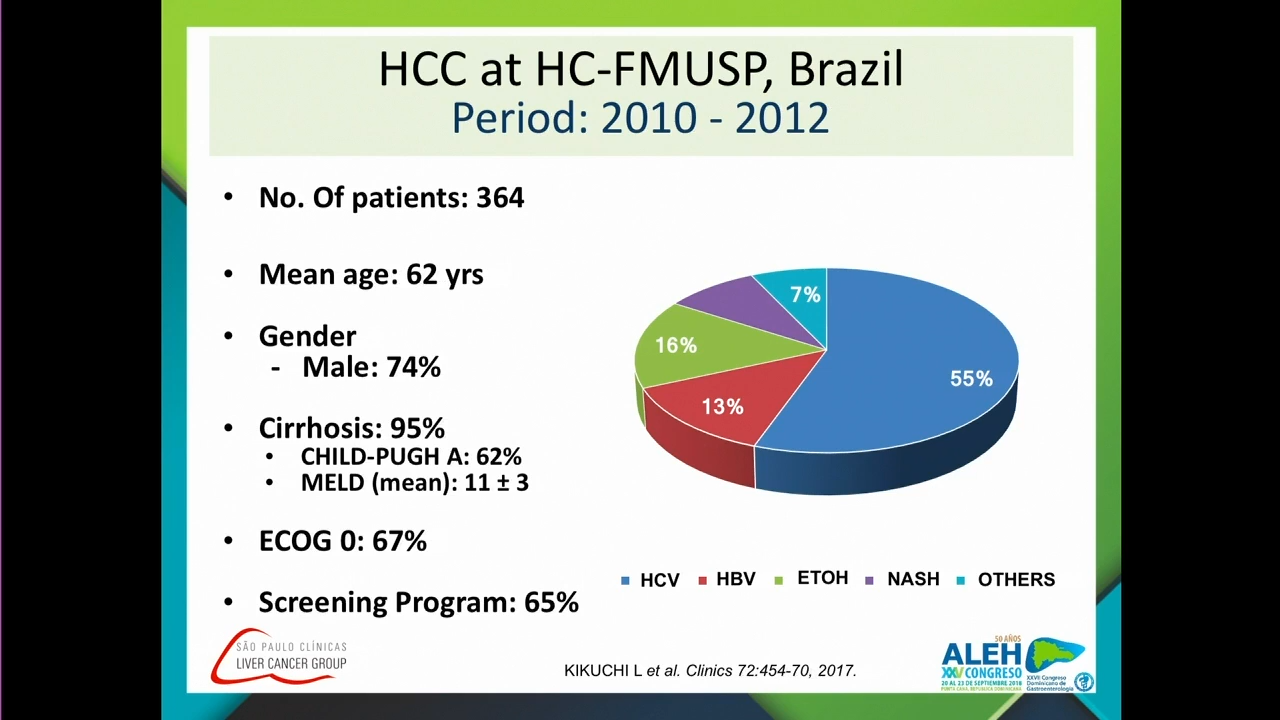 HCC at HC-FMUSP, Brazil
Period: 2010 - 2012
• No. Of patients: 364
• Mean age: 62 yrs
• Gender
- Male: 74%
• Cirrhosis: 95%
• CHILD-PUGH A: 62%
• MELD (mean): 11 ± 3
• ECOG 0: 67%
• Screening Program: 65%
7%
16%
55%
13%
HCV HBV ETOH NASH OTHERS
SÃO PAULO CLÍNICAS
LIVER CANCER GROUP
KIKUCHI L et al. Clinics 72:454-70, 2017.
50 AÑOS
ALEH
XXV CONGRESO
20 AL 23 DE SEPTIEMBRE 2018
PUNTA CANA, REPUBLICA DOMINICANA
XXVII Congreso
Dominicano de
Gastroenterología